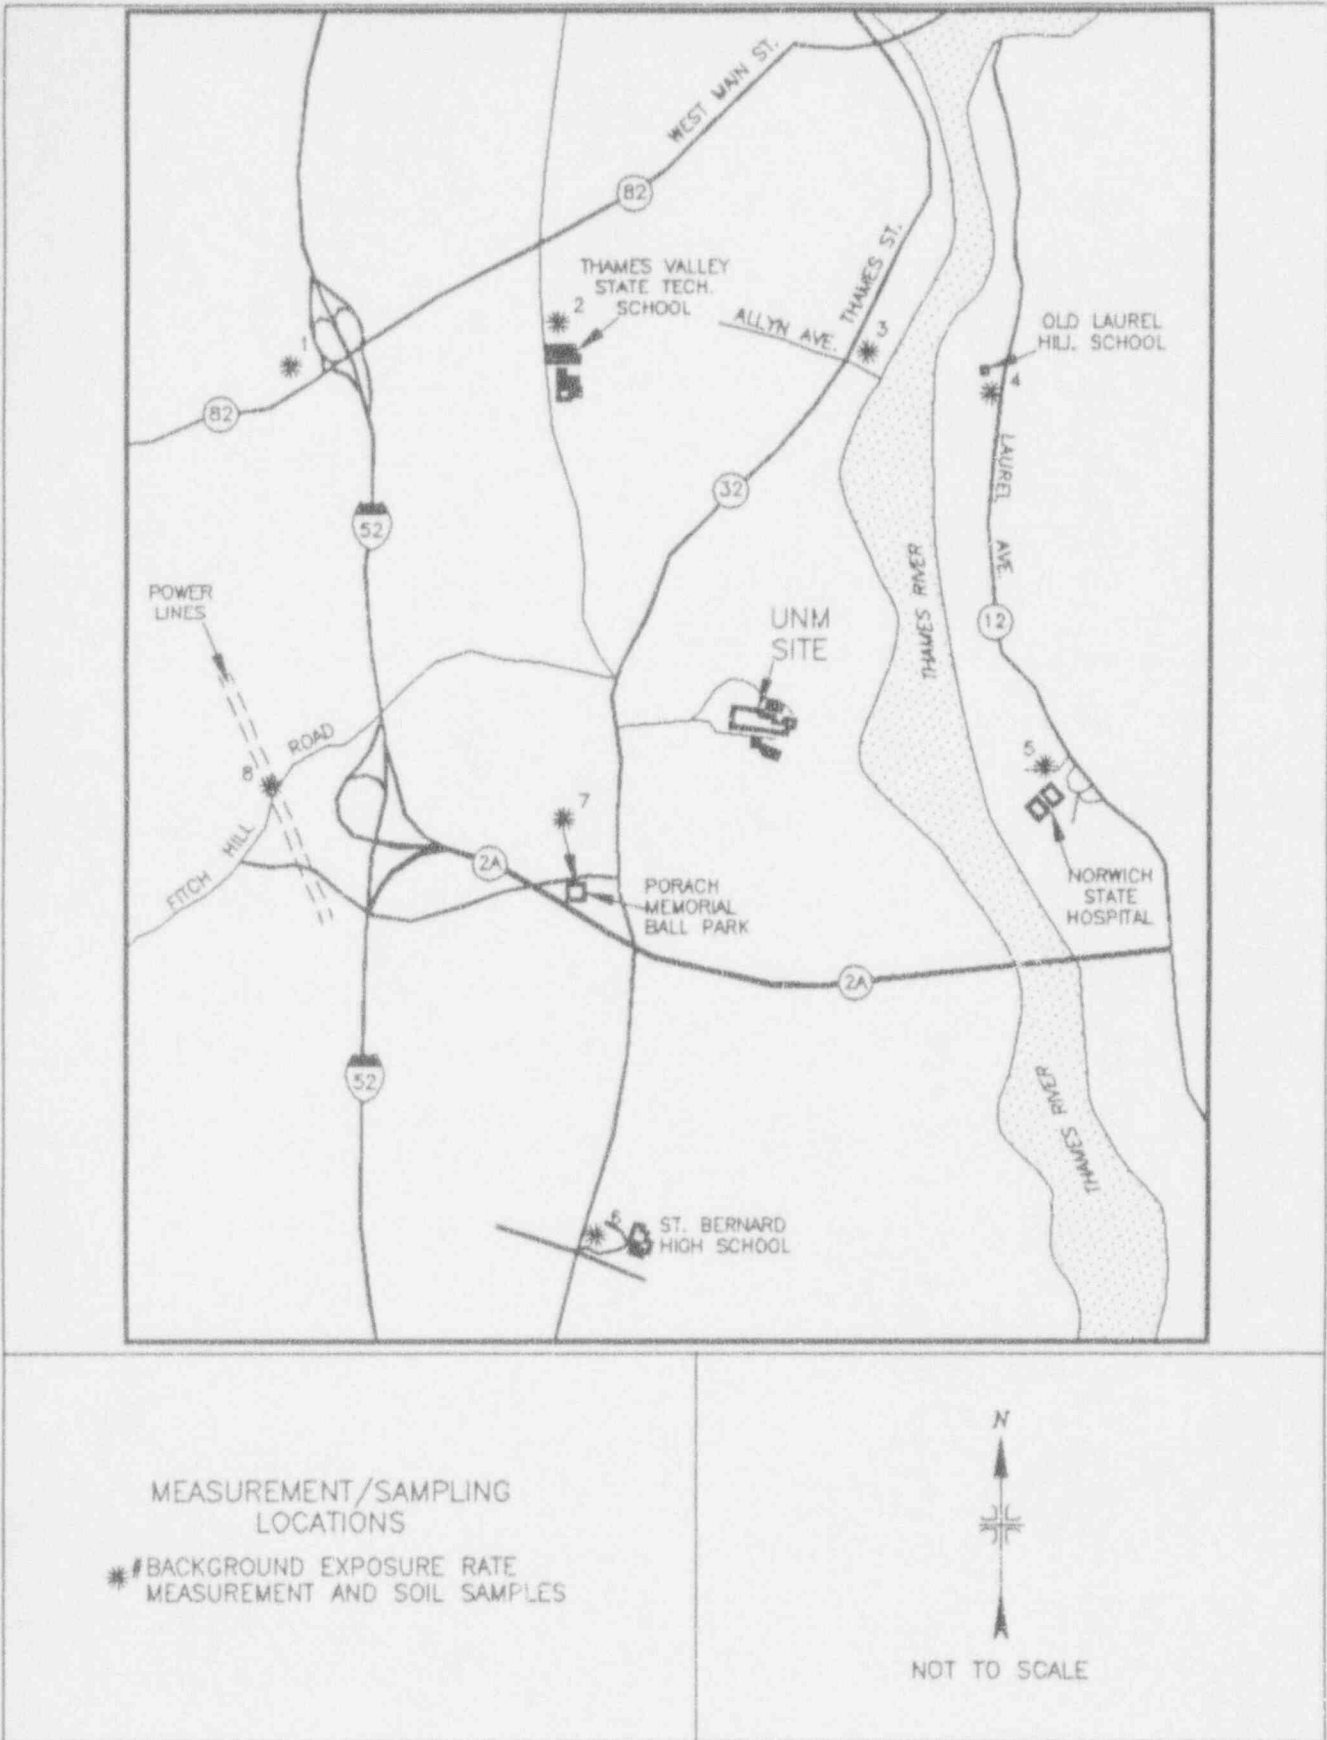 WEST MAIN ST.
82
THAMES VALLEY
STATE TECH.
SCHOOL
2
THAMES ST.
ALLYN AVE.
3
1
OLD LAUREL
HILL SCHOOL
4
82
LAUREL AVE.
32
52
THAMES RIVER
POWER
LINES
UNM
SITE
12
ROAD
5
8
7
FITCH HILL
2A
PORACH
MEMORIAL
BALL PARK
NORWICH
STATE
HOSPITAL
2A
52
THAMES RIVER
6
ST. BERNARD
HIGH SCHOOL
MEASUREMENT/SAMPLING
LOCATIONS
# BACKGROUND EXPOSURE RATE
MEASUREMENT AND SOIL SAMPLES
N
NOT TO SCALE